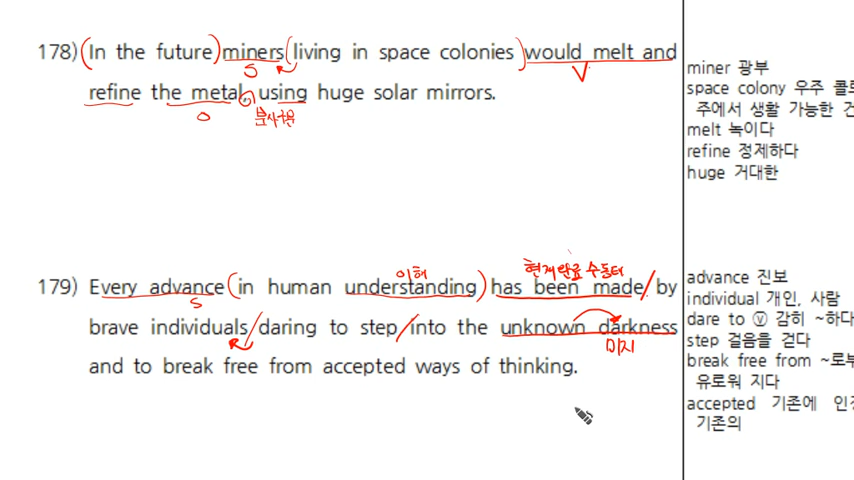 178) In the future miners living in space colonies would melt and
S
V
refine the metal, using huge solar mirrors.
O
분사구문
miner 광부
space colony 우주 콜로
주에서 생활 가능한 건
melt 녹이다
refine 정제하다
huge 거대한
이해
현재완료 수동태
179) Every advance in human understanding has been made by
S
brave individuals daring to step into the unknown darkness
미지
and to break free from accepted ways of thinking.
advance 진보
individual 개인, 사람
dare to ⓥ 감히 ~하다
step 걸음을 걷다
break free from ~로부
유로워 지다
accepted 기존에 인정
기존의